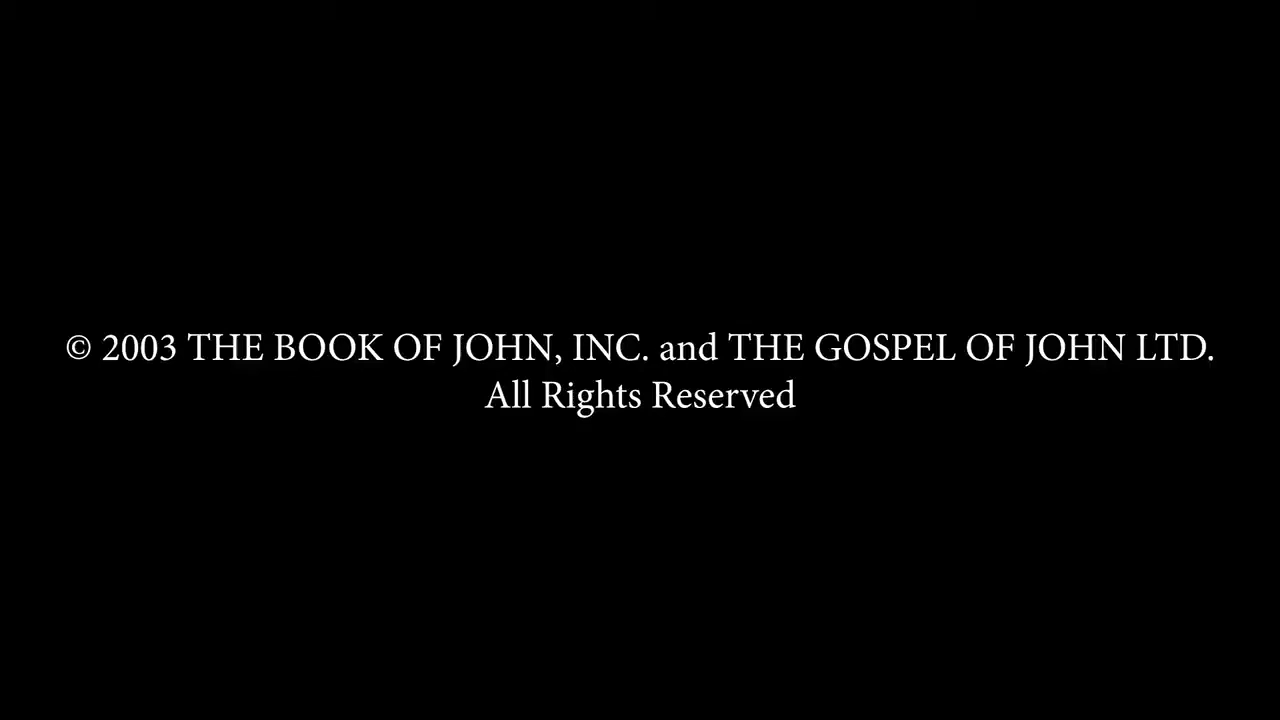 © 2003 THE BOOK OF JOHN, INC. and THE GOSPEL OF JOHN LTD.
All Rights Reserved